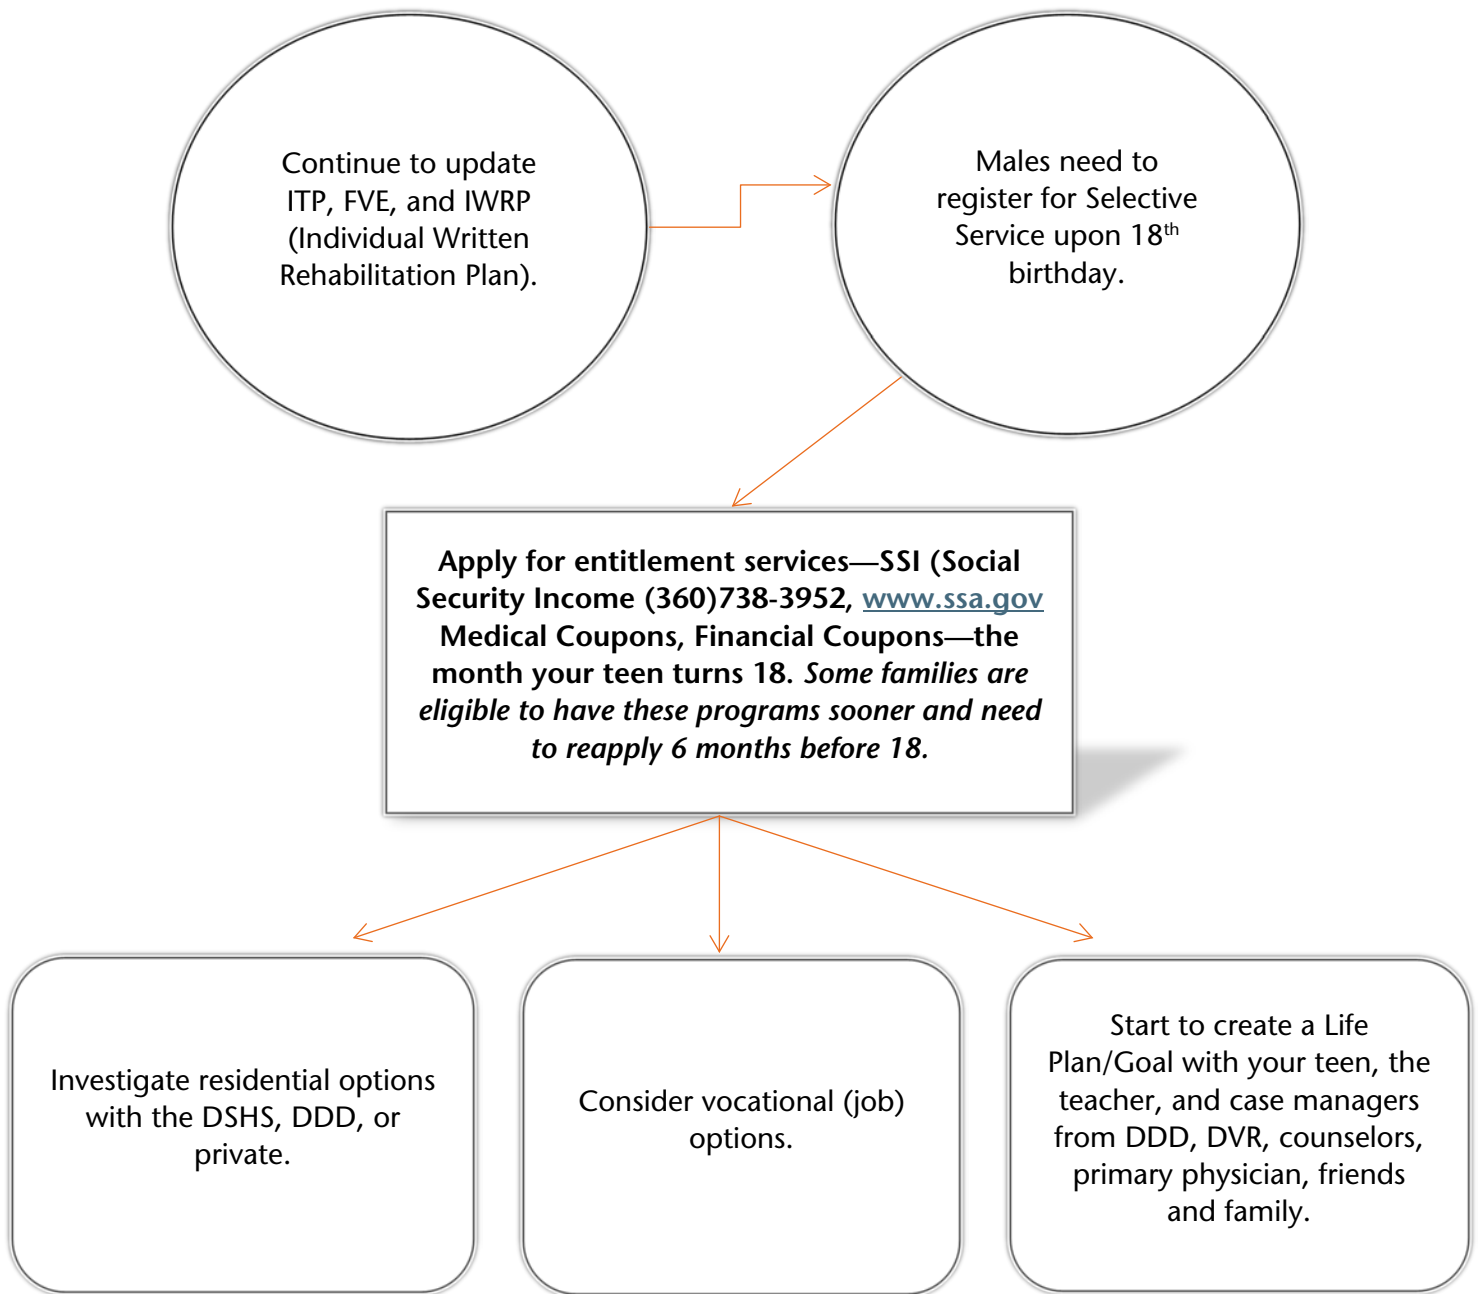 Continue to update
ITP, FVE, and IWRP
(Individual Written
Rehabilitation Plan).
Males need to
register for Selective
Service upon 18th
birthday.
Apply for entitlement services—SSI (Social
Security Income (360)738-3952, www.ssa.gov
Medical Coupons, Financial Coupons—the
month your teen turns 18. Some families are
eligible to have these programs sooner and need
to reapply 6 months before 18.
Investigate residential options
with the DSHS, DDD, or
private.
Consider vocational (job)
options.
Start to create a Life
Plan/Goal with your teen, the
teacher, and case managers
from DDD, DVR, counselors,
primary physician, friends
and family.